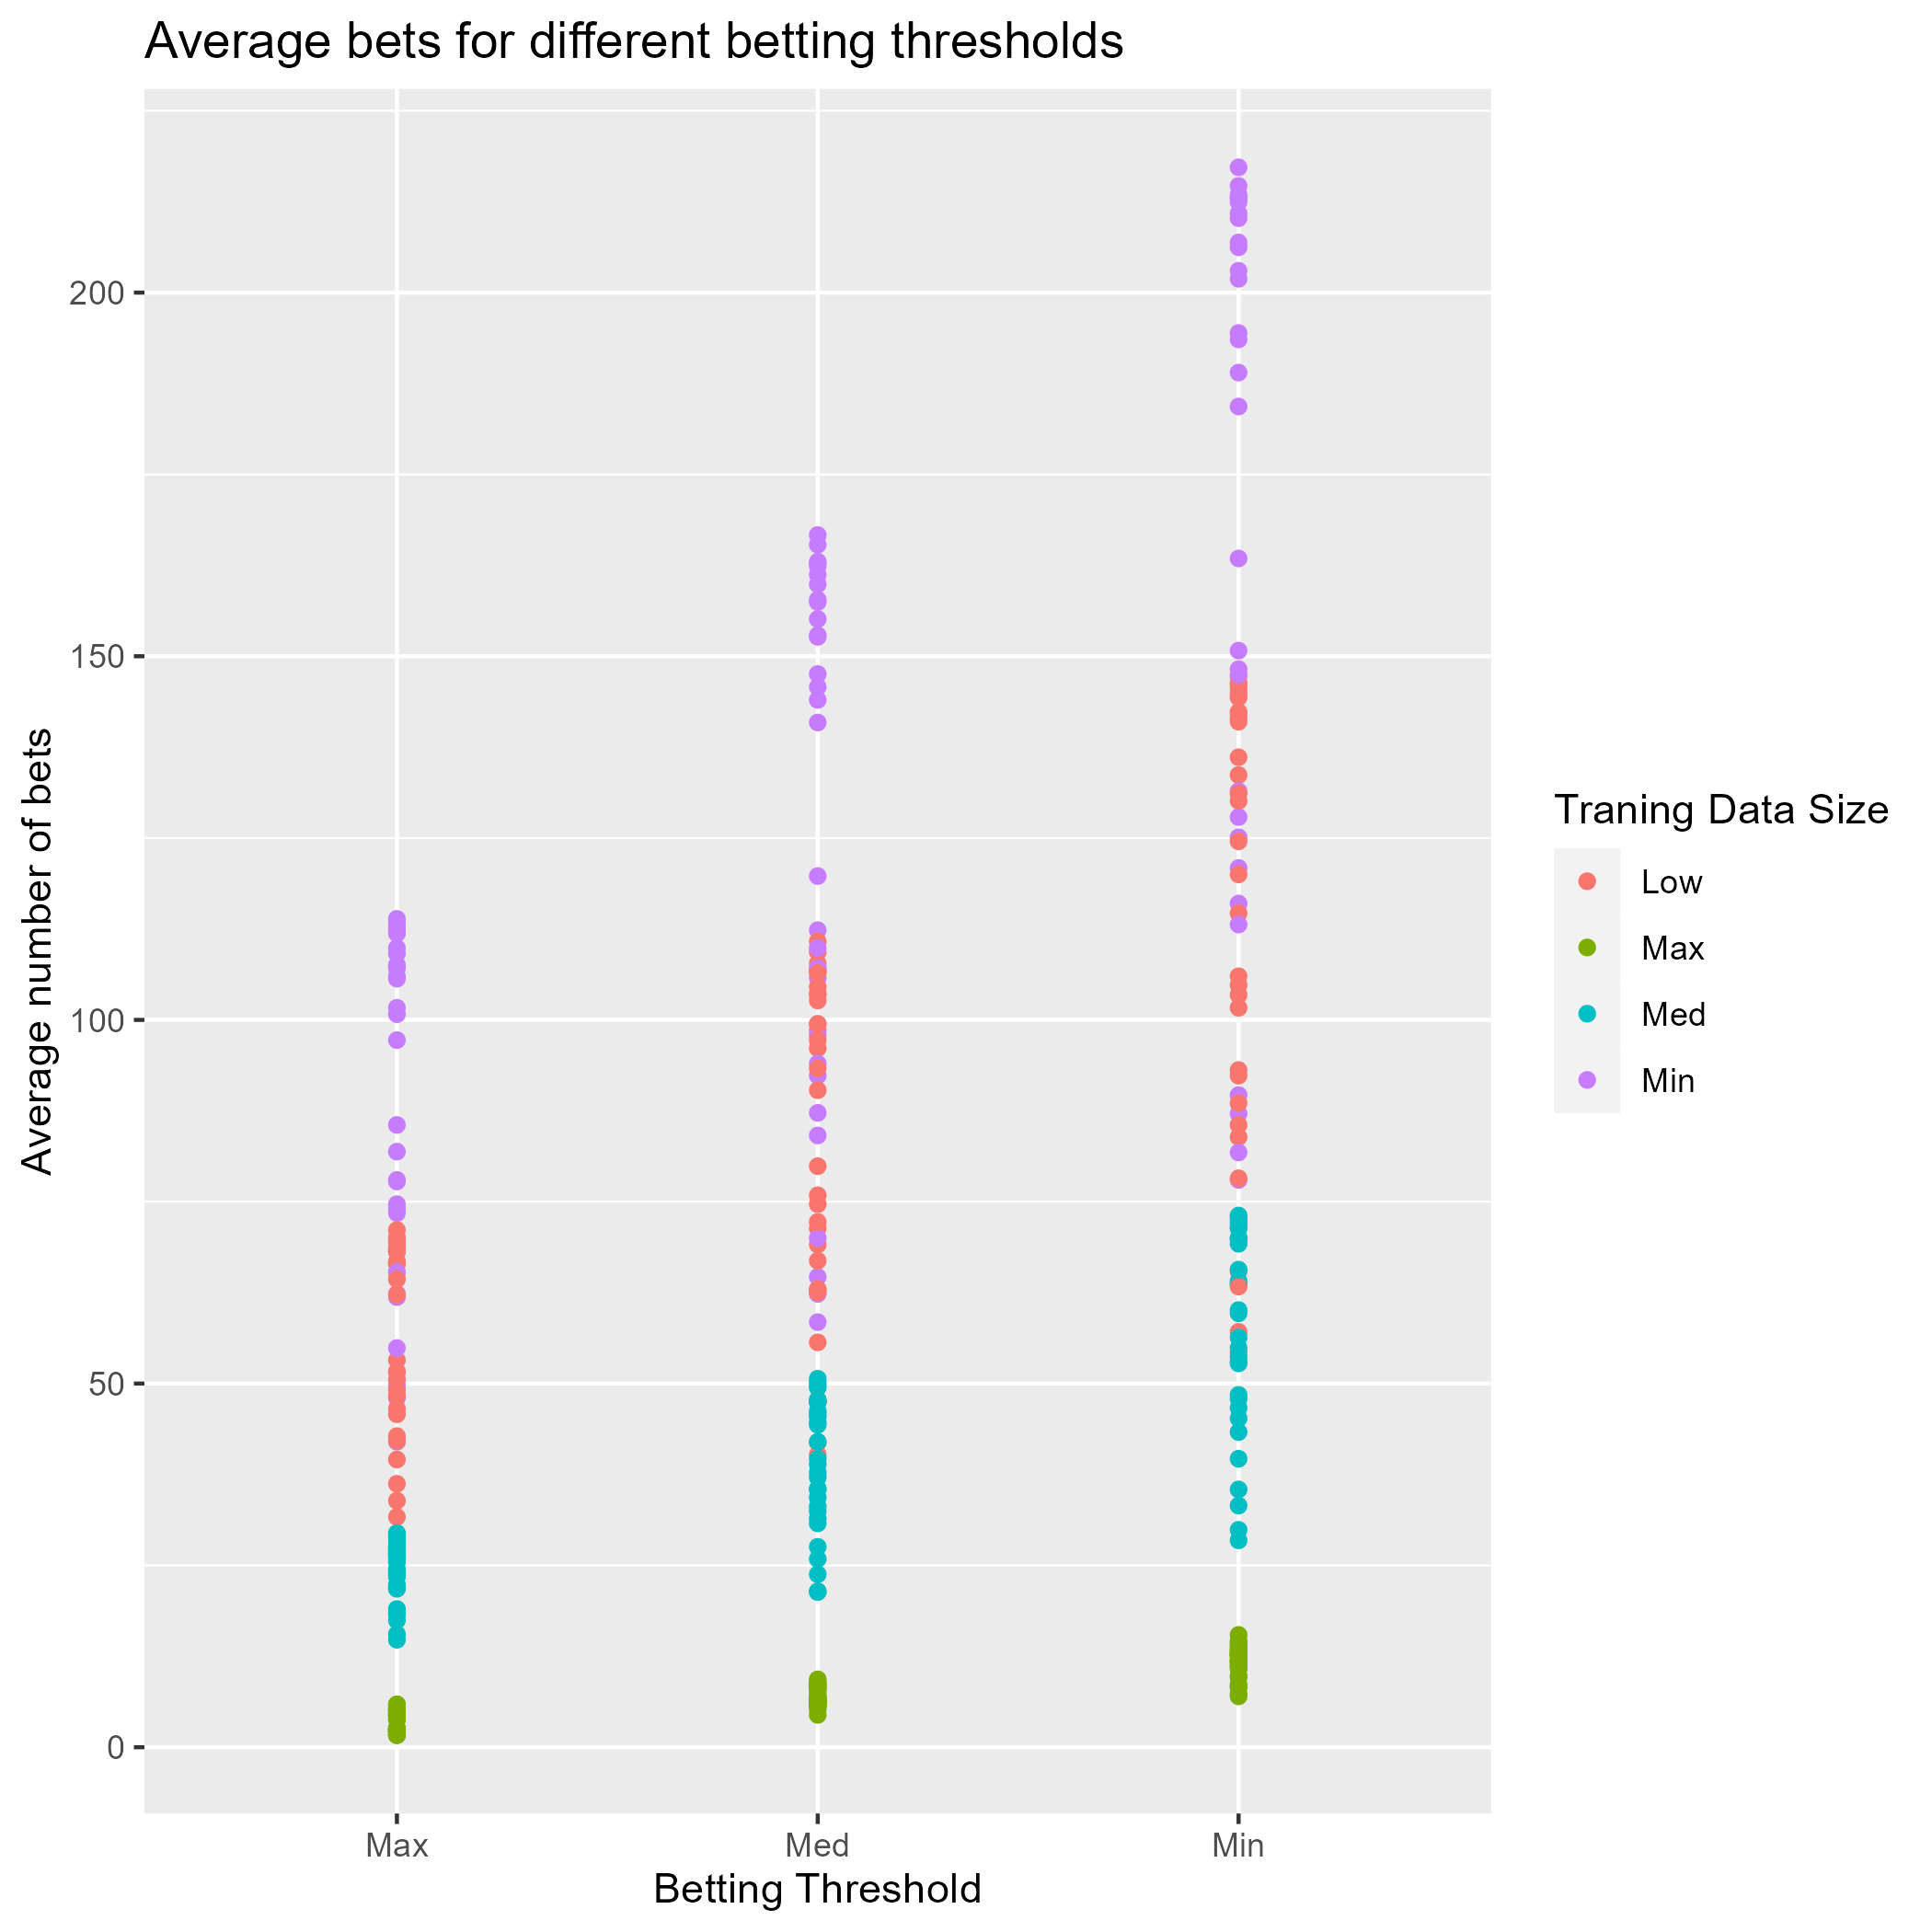 Average bets for different betting thresholds
Average number of bets
200
150
100
50
0
Max
Med
Min
Betting Threshold
Traning Data Size
Low
Max
Med
Min